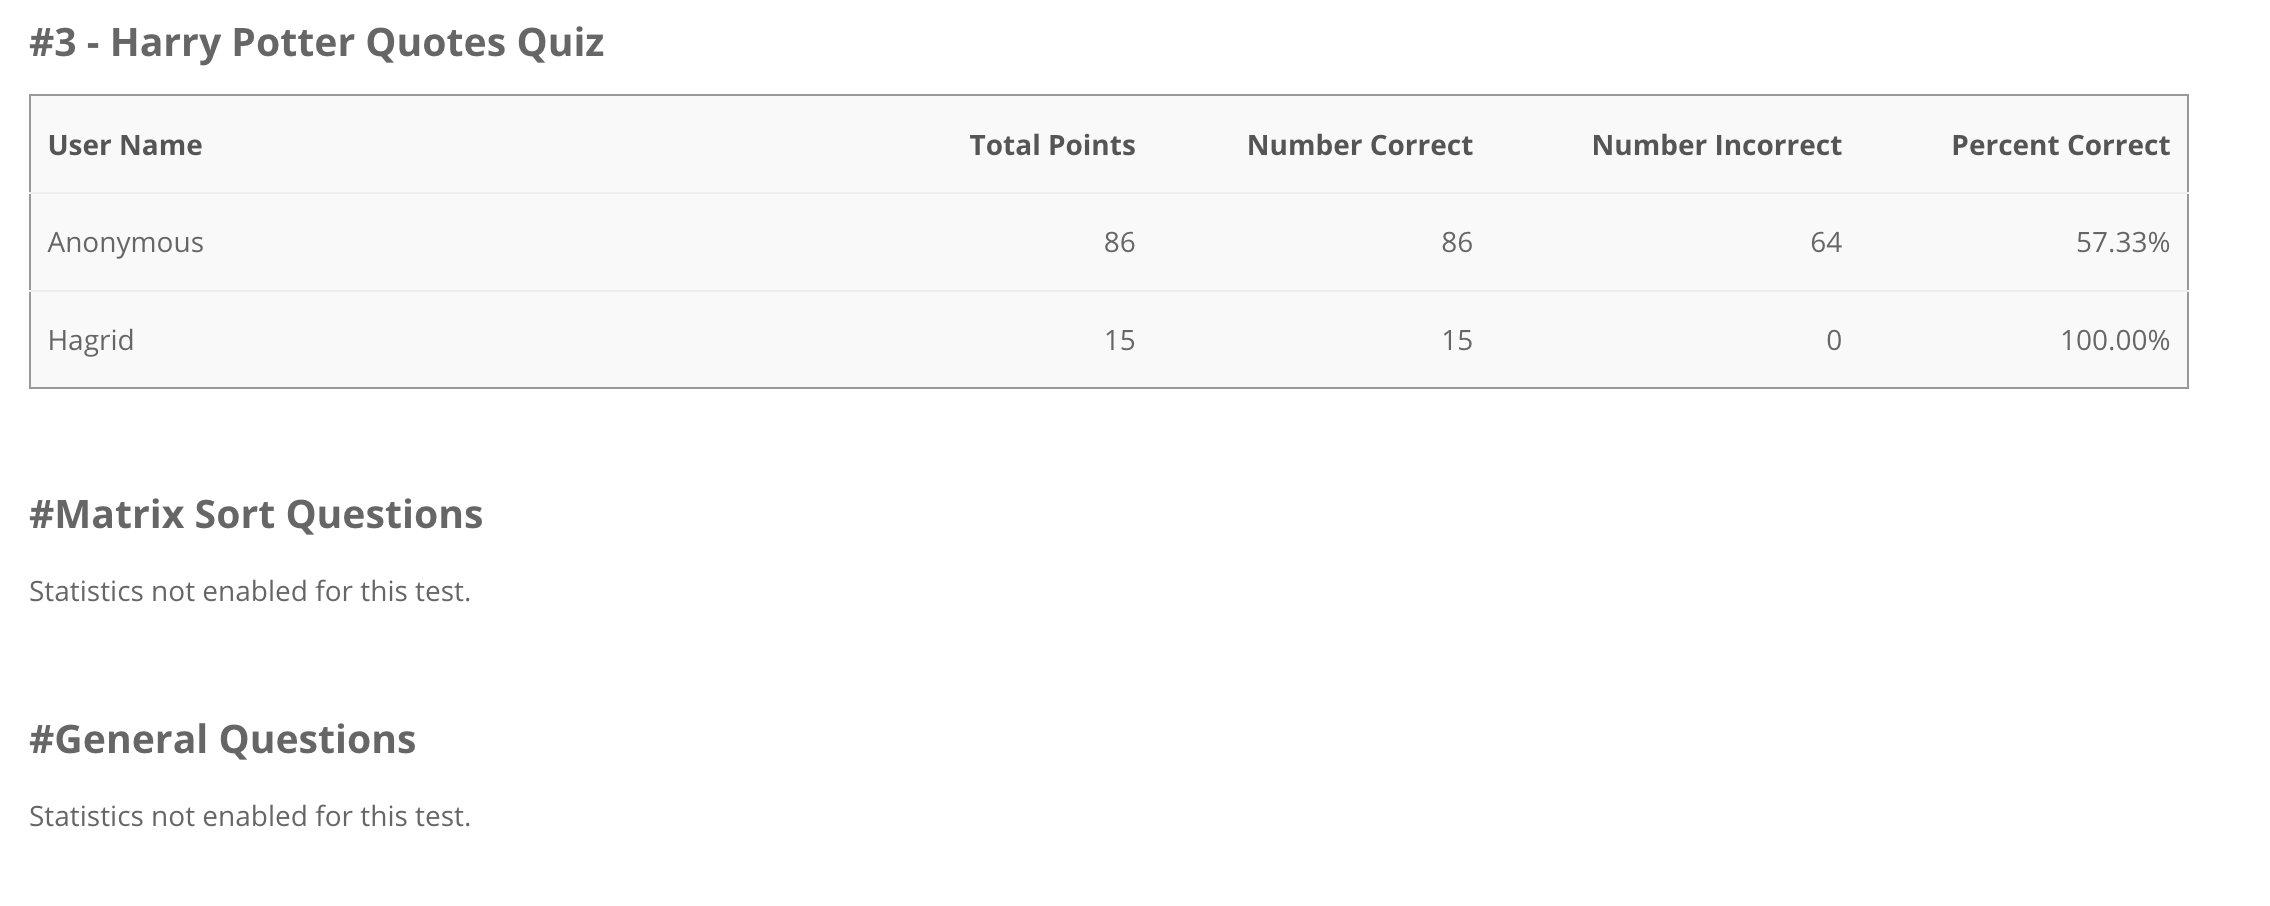 #3 - Harry Potter Quotes Quiz
User Name Total Points Number Correct Number Incorrect Percent Correct
Anonymous 86 86 64 57.33%
Hagrid 15 15 0 100.00%
#Matrix Sort Questions
Statistics not enabled for this test.
#General Questions
Statistics not enabled for this test.